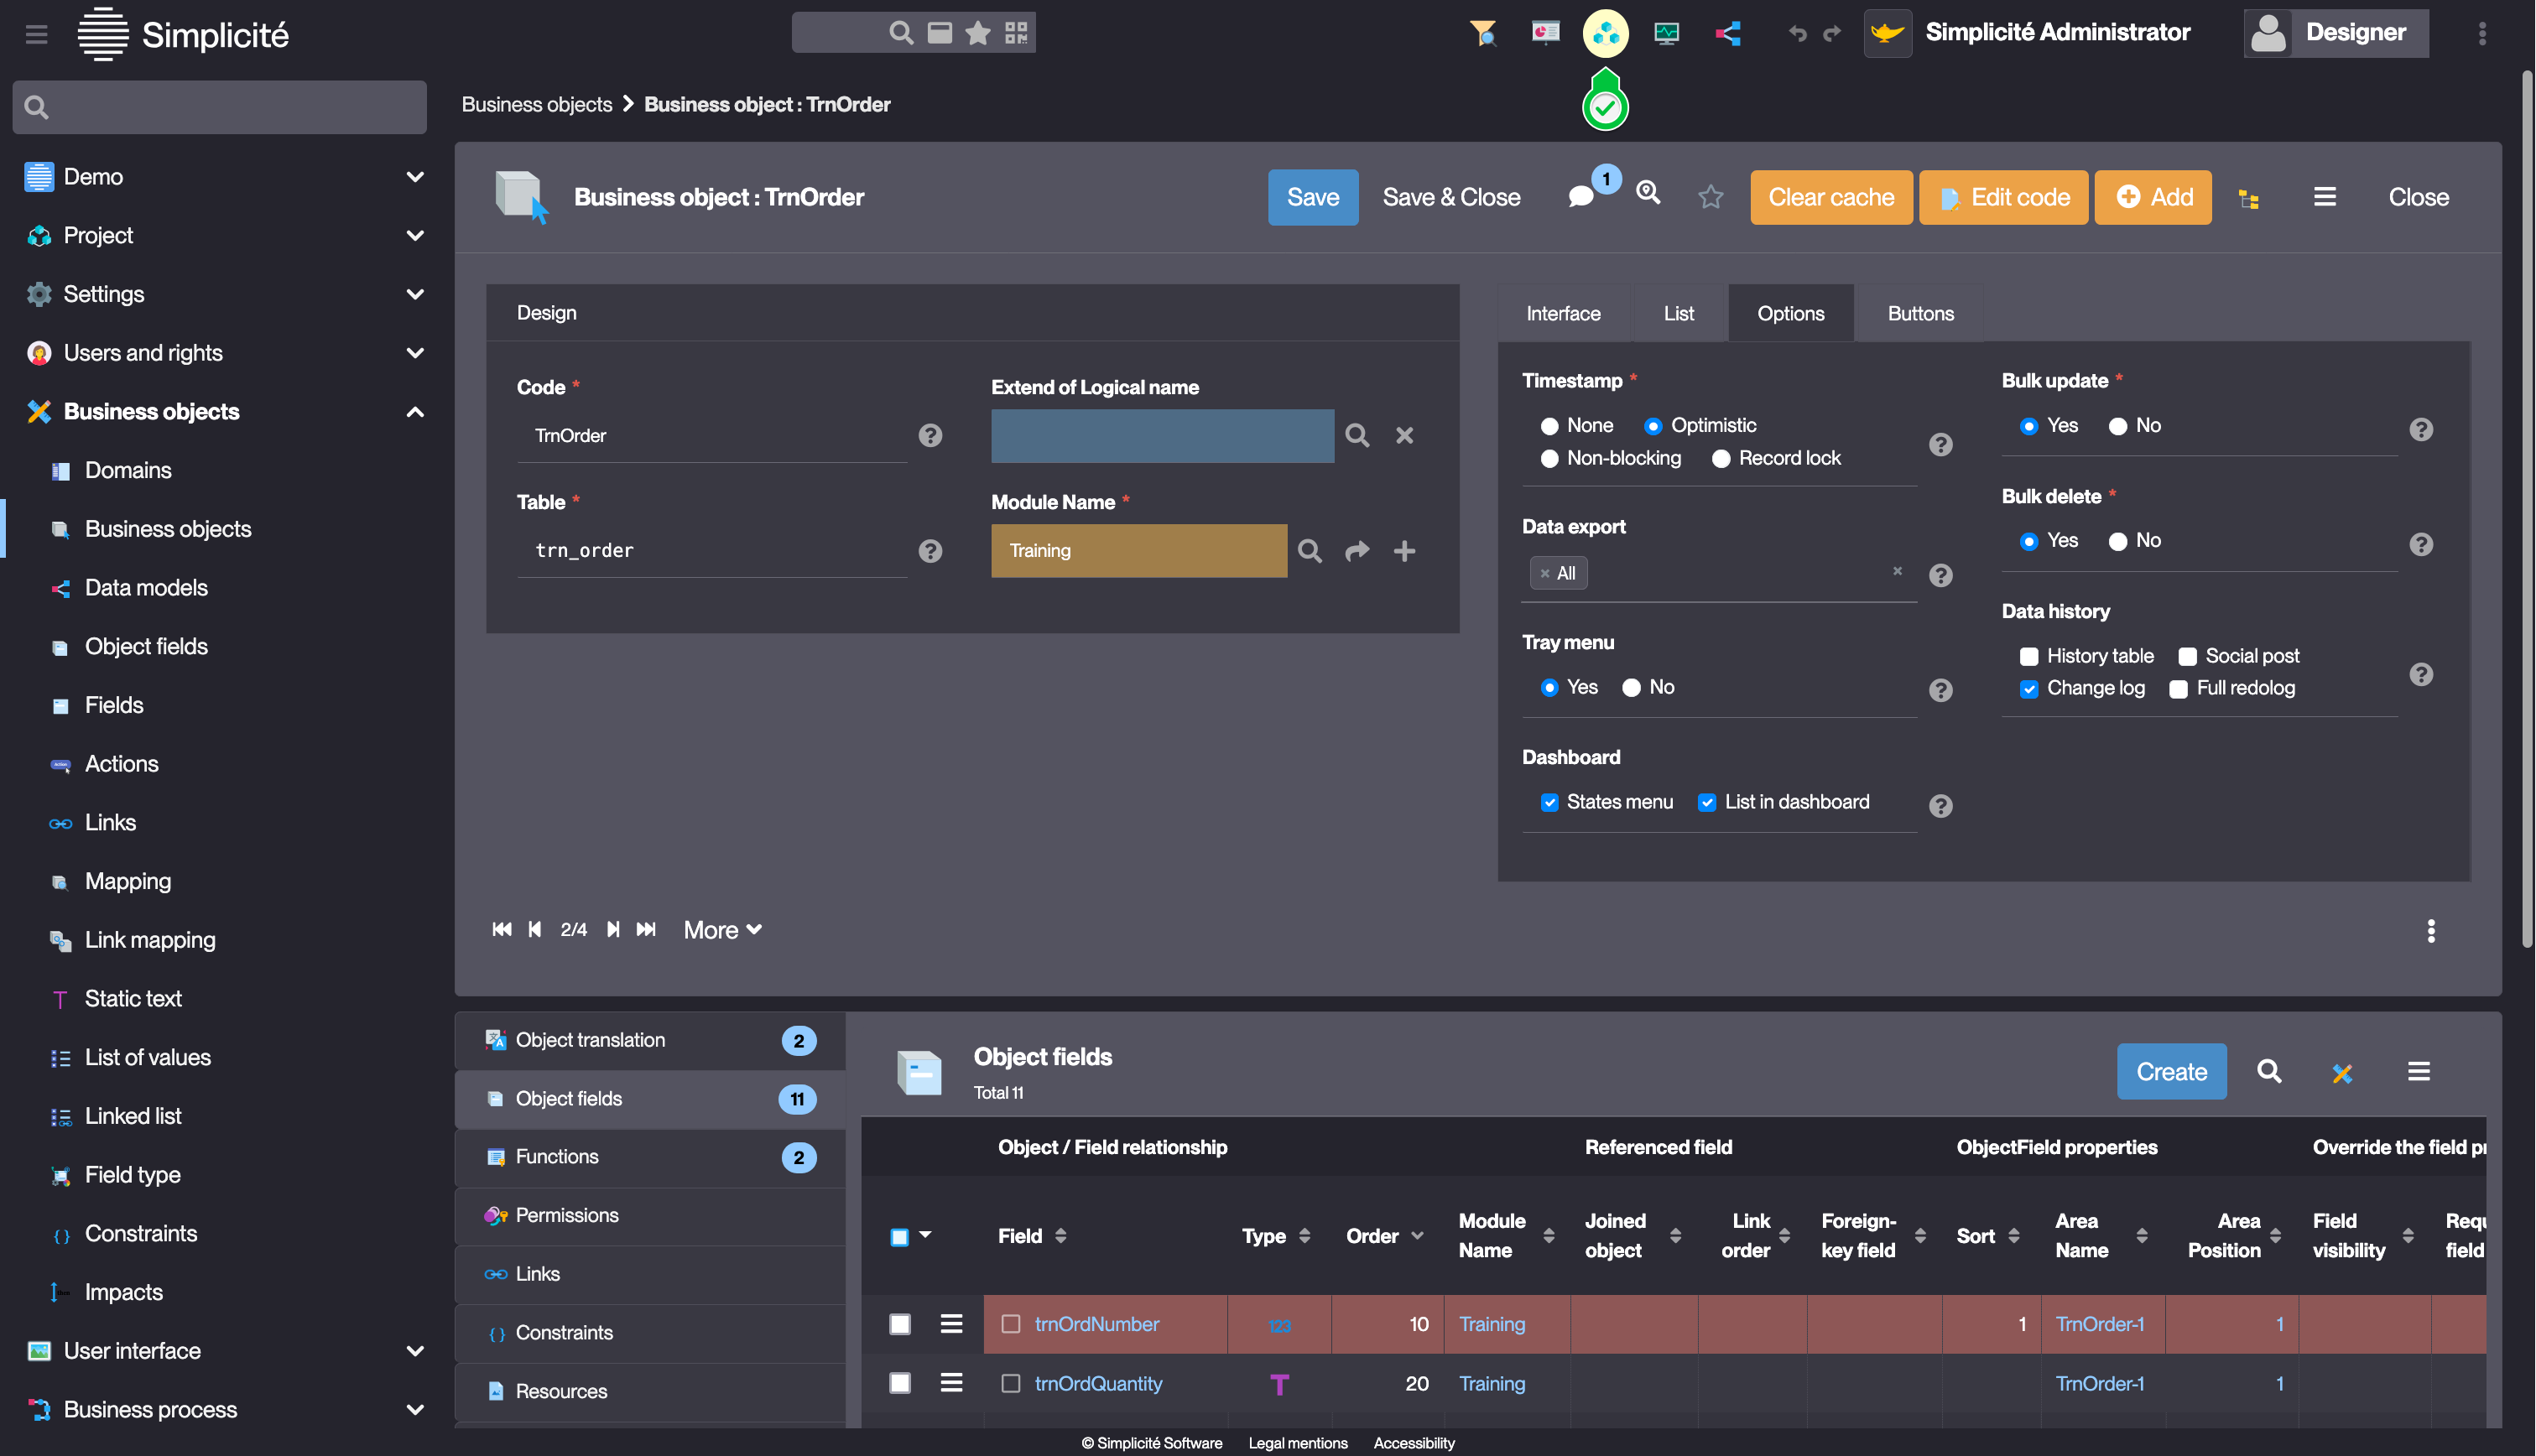 Simplicité
Simplicité Administrator
Designer
Business objects
Business object : TrnOrder
Demo
Project
Settings
Users and rights
Business objects
Domains
Business objects
Data models
Object fields
Fields
Actions
Links
Mapping
Link mapping
Static text
List of values
Linked list
Field type
Constraints
Impacts
User interface
Business process
Business object : TrnOrder
Save
Save & Close
1
Clear cache
Edit code
Add
Close
Design
Code *
TrnOrder
Extend of Logical name
Table *
trn_order
Module Name *
Training
Interface
List
Options
Buttons
Timestamp *
None
Optimistic
Non-blocking
Record lock
Data export
× All
×
Tray menu
Yes
No
Dashboard
States menu
List in dashboard
Bulk update *
Yes
No
Bulk delete *
Yes
No
Data history
History table
Social post
Change log
Full redolog
2/4
More
Object translation 2
Object fields 11
Functions 2
Permissions
Links
Constraints
Resources
Object fields
Total 11
Create
Object / Field relationship
Referenced field
ObjectField properties
Override the field pr
Field
Type
Order
Module
Name
Joined
object
Link
order
Foreign-
key field
Sort
Area
Name
Area
Position
Field
visibility
Requ
field
trnOrdNumber 123 10 Training 1 TrnOrder-1 1
trnOrdQuantity T 20 Training TrnOrder-1 1
© Simplicité Software Legal mentions Accessibility